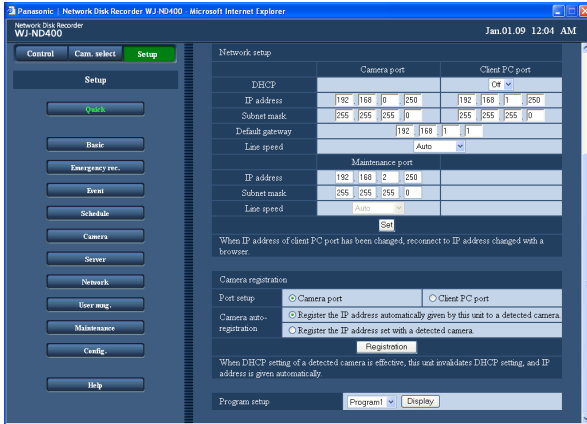 Panasonic | Network Disk Recorder WJ-ND400 - Microsoft Internet Explorer
Network Disk Recorder
WJ-ND400
Jan.01.09 12:04 AM
Control Cam. select Setup
Setup
Quick
Basic
Emergency rec.
Event
Schedule
Camera
Server
Network
User mng.
Maintenance
Config.
Help
Network setup
Camera port Client PC port
DHCP Off
IP address 192 .168 .0 .250 192 .168 .1 .250
Subnet mask 255 .255 .255 .0 255 .255 .255 .0
Default gateway 192 .168 .1 .1
Line speed Auto
Maintenance port
IP address 192 .168 .2 .250
Subnet mask 255 .255 .255 .0
Line speed Auto
Set
When IP address of client PC port has been changed, reconnect to IP address changed with a
browser.
Camera registration
Port setup Camera port Client PC port
Camera auto-
registration
Register the IP address automatically given by this unit to a detected camera.
Register the IP address set with a detected camera.
Registration
When DHCP setting of a detected camera is effective, this unit invalidates DHCP setting, and IP
address is given automatically.
Program setup Program1 Display